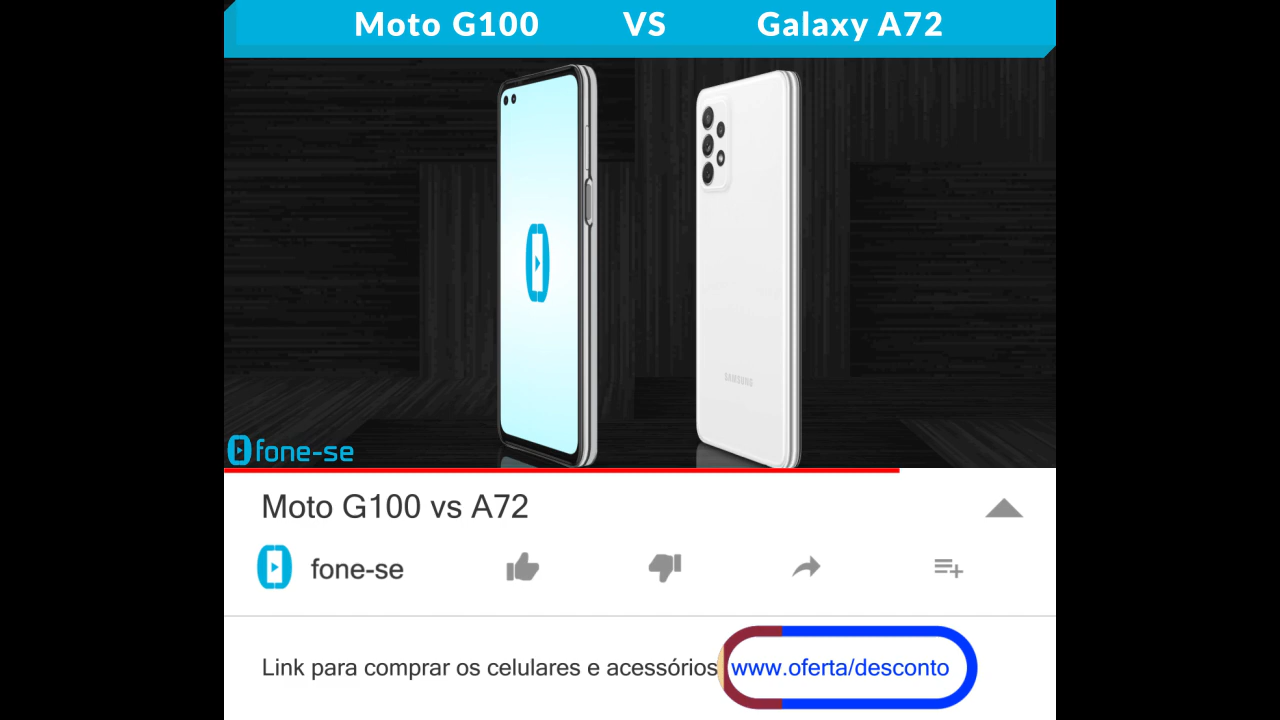 Moto G100 VS Galaxy A72
SAMSUNG
fone-se
Moto G100 vs A72
fone-se
Link para comprar os celulares e acessórios www.oferta/desconto